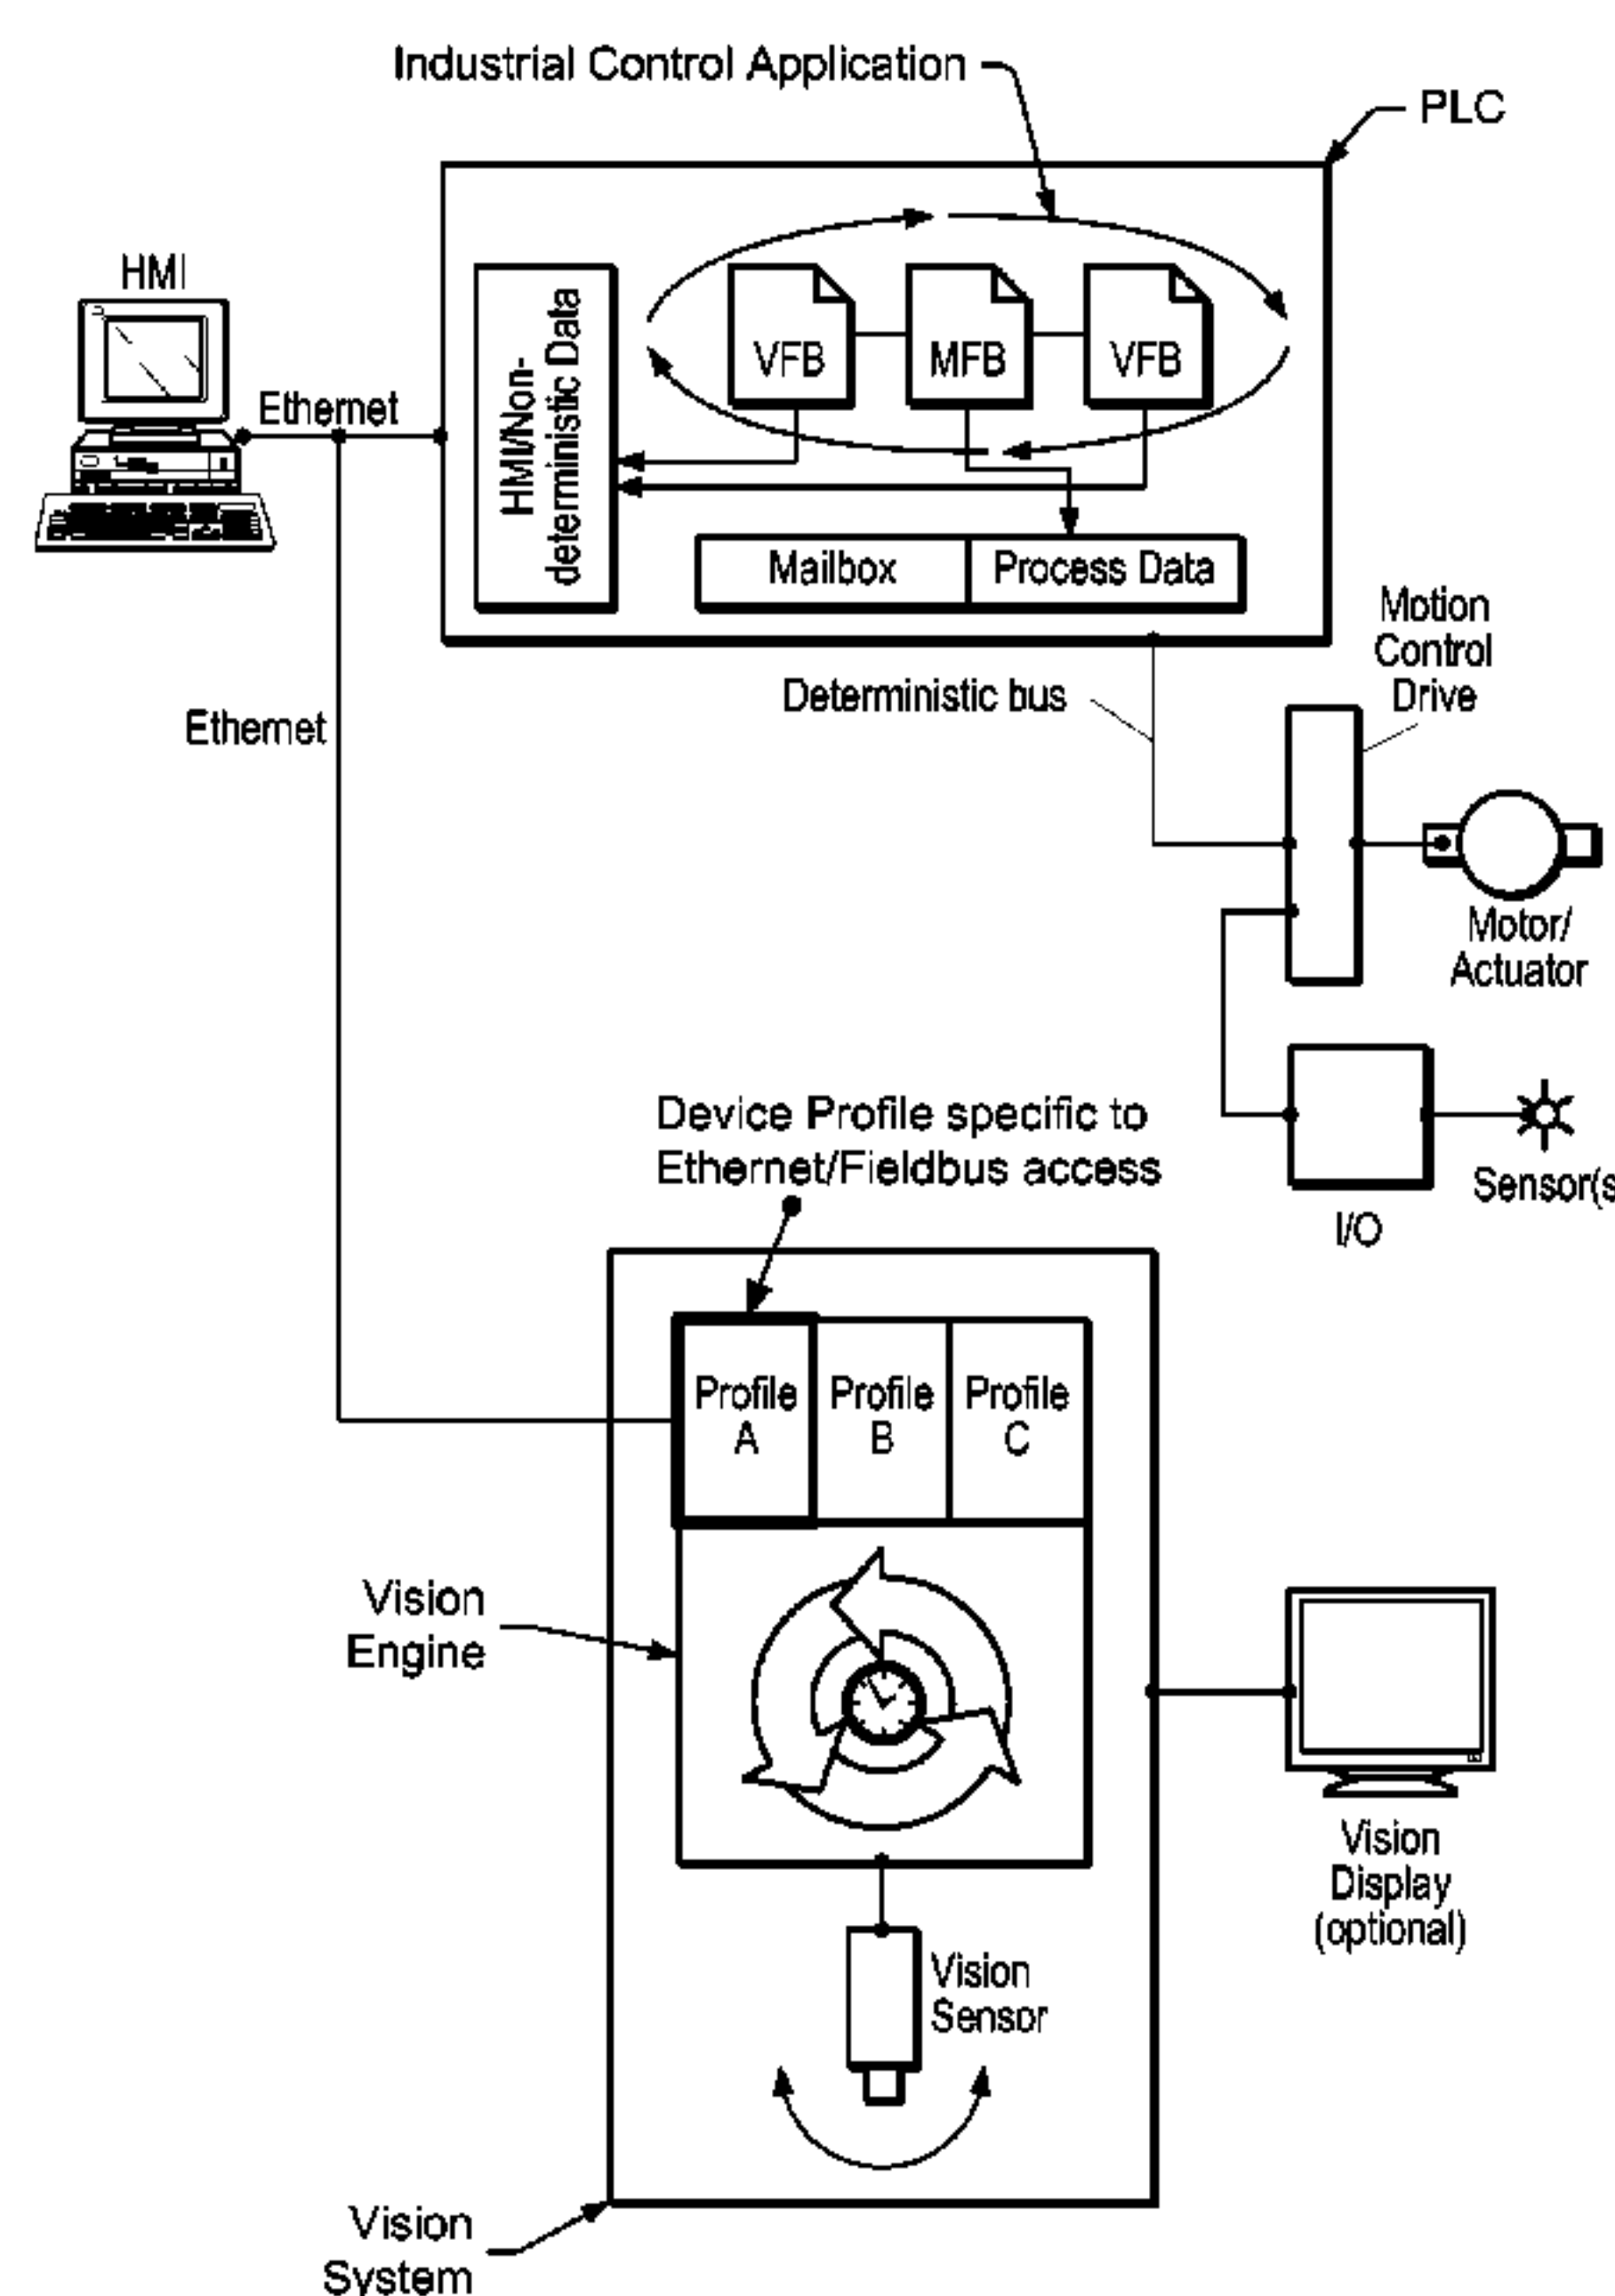 Industrial Control Application
PLC
HMI
Ethernet
HMI/Non-
deterministic Data
VFB
MFB
VFB
Mailbox
Process Data
Ethernet
Deterministic bus
Motion
Control
Drive
Motor/
Actuator
Device Profile specific to
Ethernet/Fieldbus access
Sensor(s
I/O
Profile
A
Profile
B
Profile
C
Vision
Engine
Vision
Display
(optional)
Vision
Sensor
Vision
System